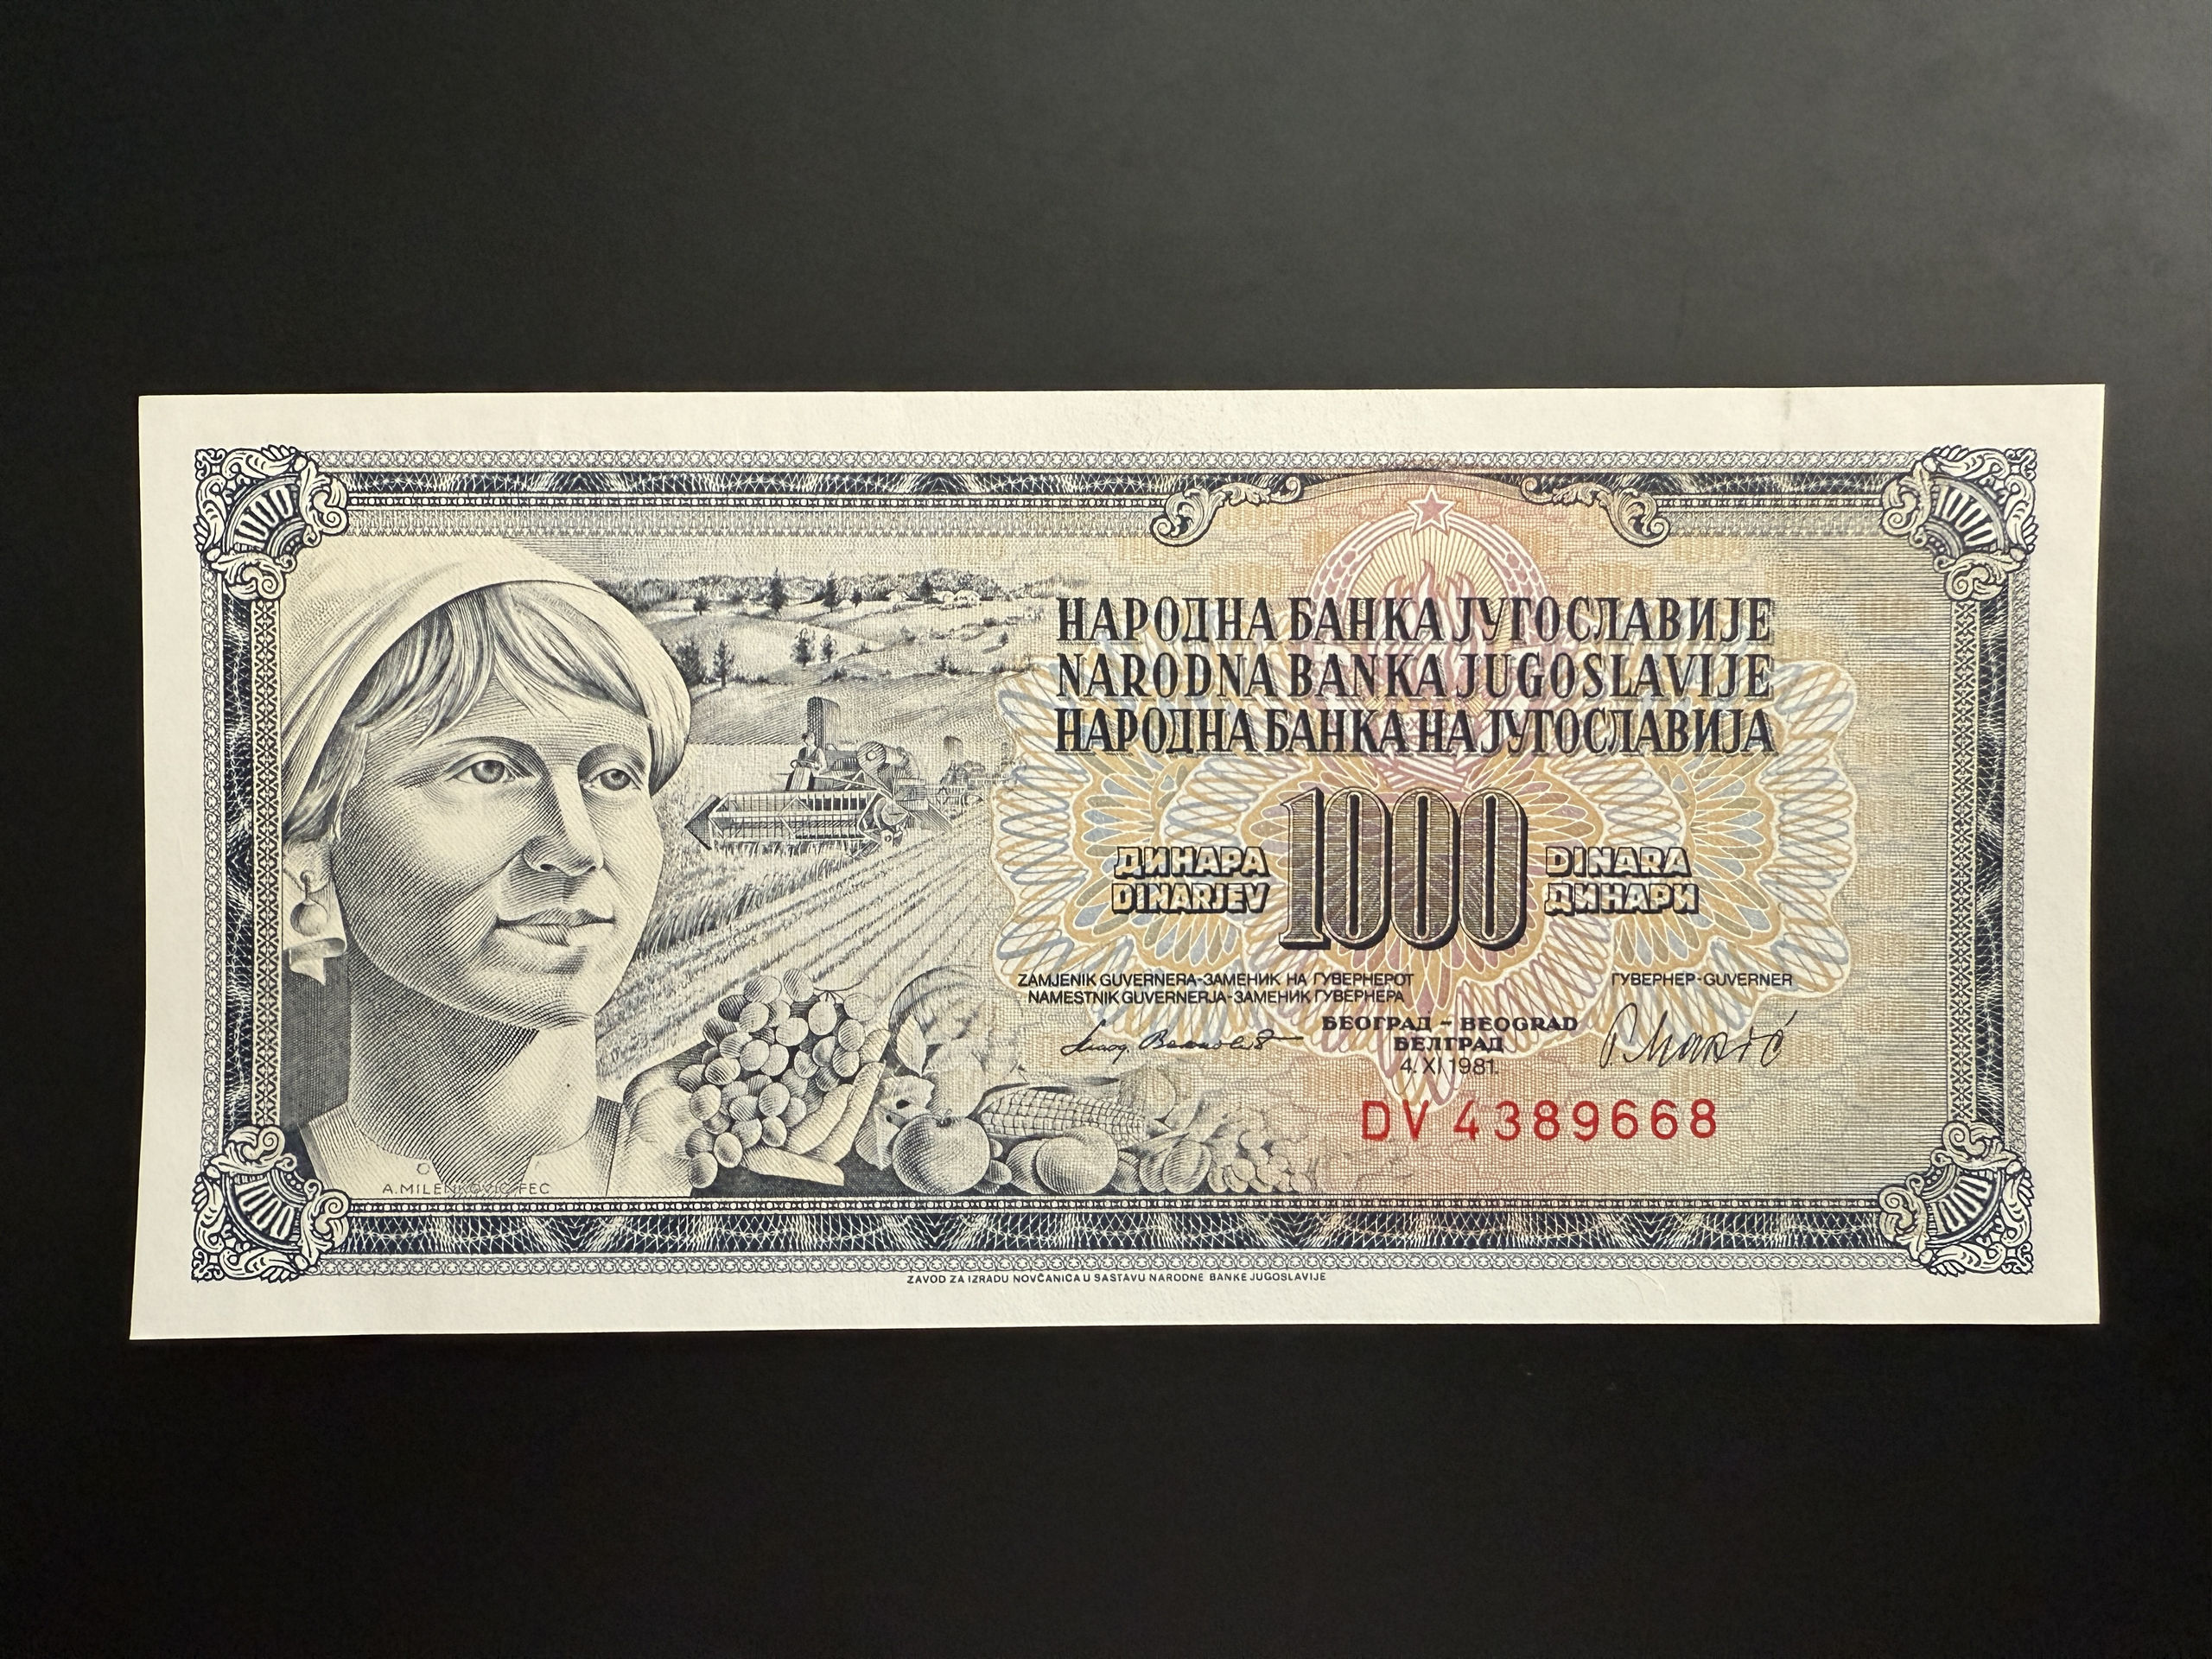 НАРОДНА БАНКА ЈУГОСЛАВИЈЕ
NARODNA BANKA JUGOSLAVIJE
НАРОДНА БАНКА НА ЈУГОСЛАВИЈА
1000
ДИНАРА DINARA
DINARJEV ДИНАРИ
ZAMJENIK GUVERNERA-ЗАМЕНИК НА ГУВЕРНЕРОТ
NAMESTNIK GUVERNERJA-ЗАМЕНИК ГУВЕРНЕРА
ГУВЕРНЕР-GUVERNER
БЕОГРАД – BEOGRAD
БЕЛГРАД
4. XI 1981.
DV 4389668
A.MILENKOVIĆ FEC
ZAVOD ZA IZRADU NOVČANICA U SASTAVU NARODNE BANKE JUGOSLAVIJE